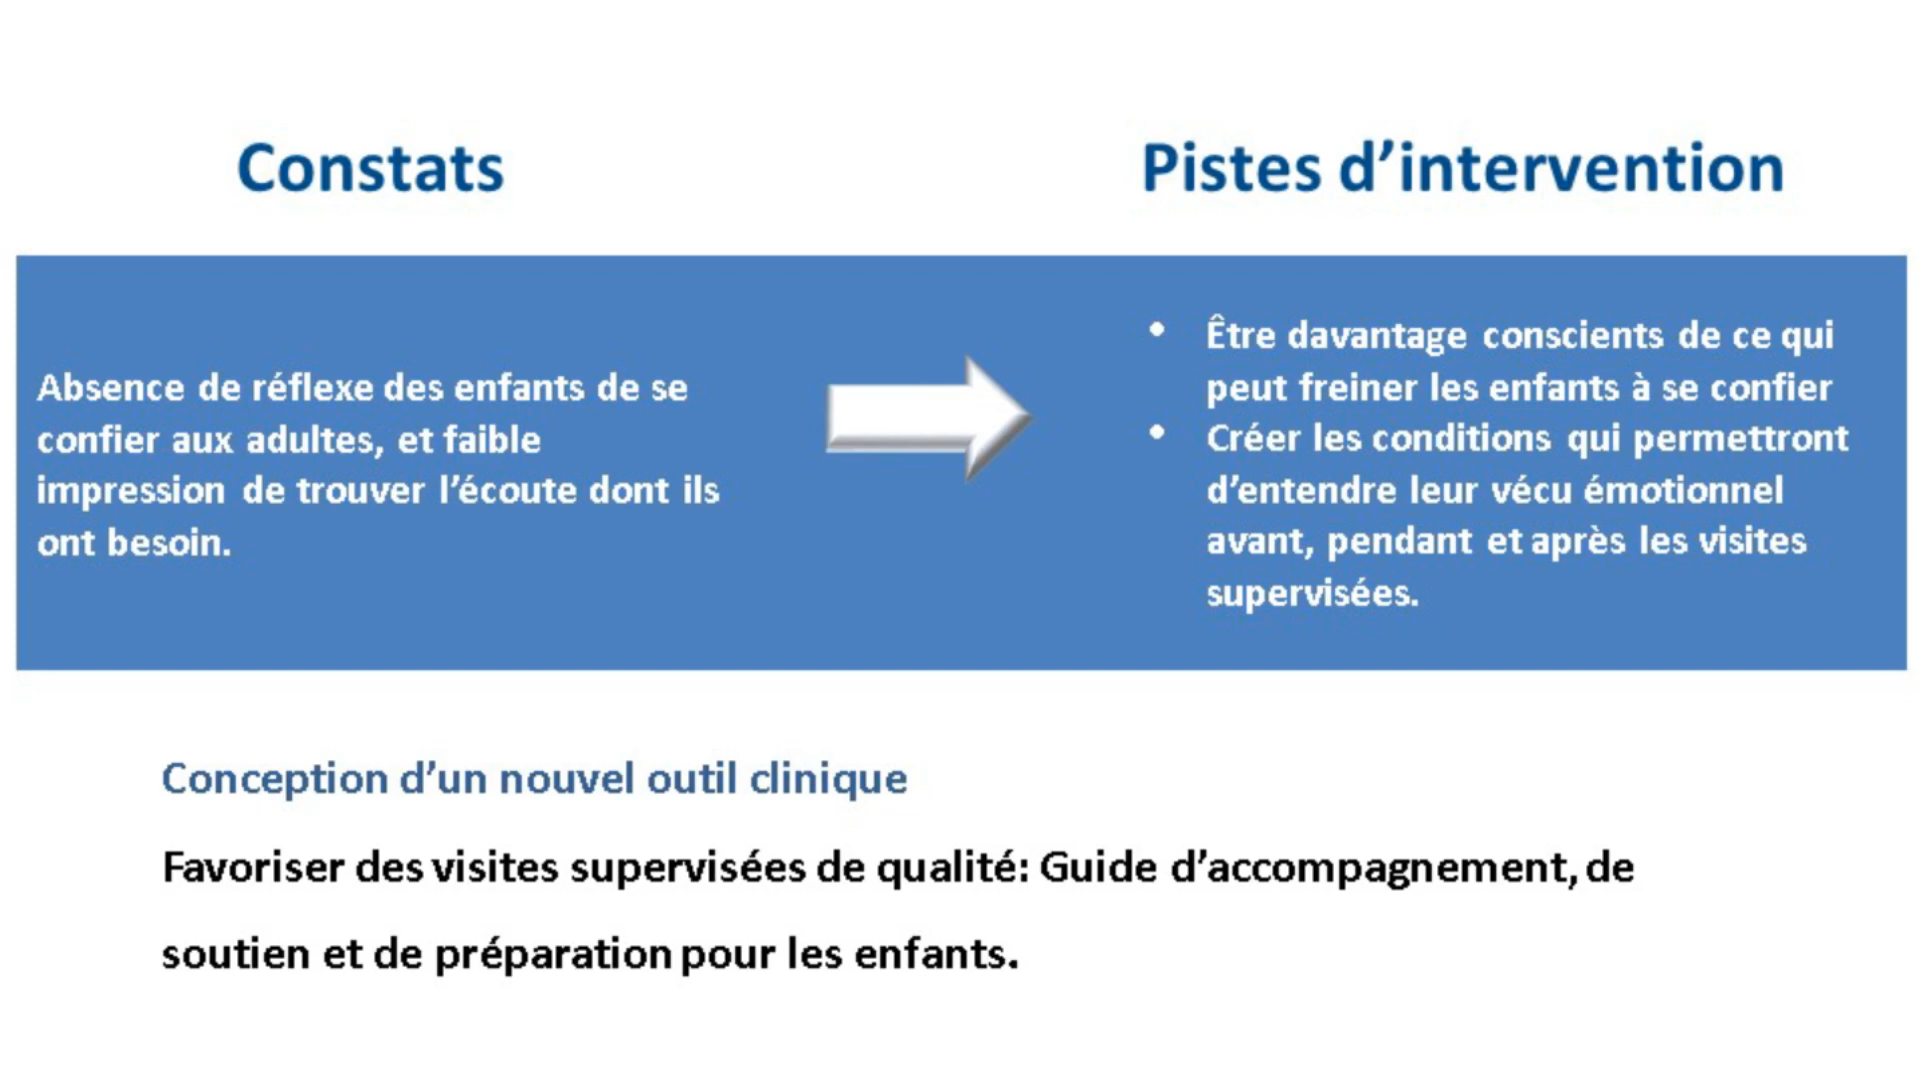 Constats
Pistes d’intervention
Absence de réflexe des enfants de se
confier aux adultes, et faible
impression de trouver l’écoute dont ils
ont besoin.
• Être davantage conscients de ce qui
peut freiner les enfants à se confier
• Créer les conditions qui permettront
d’entendre leur vécu émotionnel
avant, pendant et après les visites
supervisées.
Conception d’un nouvel outil clinique
Favoriser des visites supervisées de qualité: Guide d’accompagnement, de
soutien et de préparation pour les enfants.